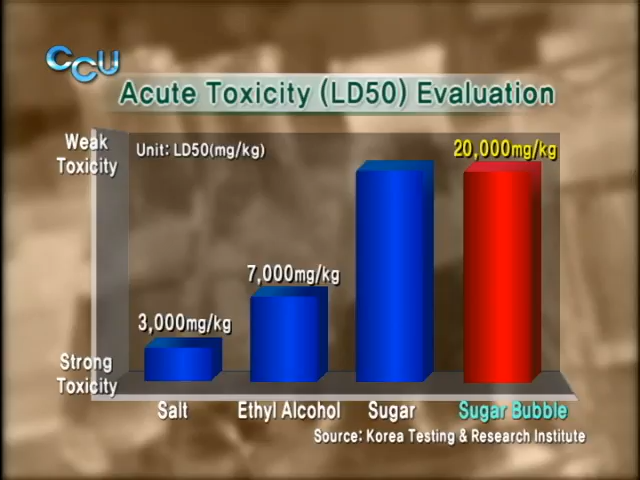 CCU
Acute Toxicity (LD50) Evaluation
Weak
Toxicity
Unit: LD50(mg/kg)
20,000mg/kg
7,000mg/kg
3,000mg/kg
Strong
Toxicity
Salt Ethyl Alcohol Sugar Sugar Bubble
Source: Korea Testing & Research Institute